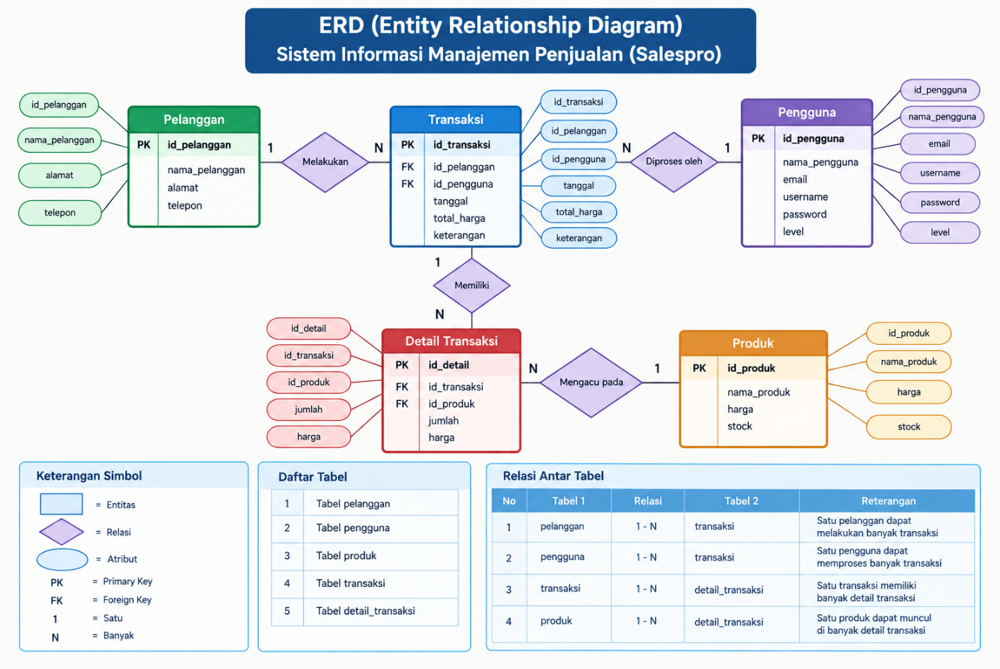 ERD (Entity Relationship Diagram)
Sistem Informasi Manajemen Penjualan (Salespro)
id_pelanggan
nama_pelanggan
alamat
telepon
Pelanggan
PK id_pelanggan
nama_pelanggan
alamat
telepon
1
Melakukan
N
Transaksi
PK id_transaksi
FK id_pelanggan
FK id_pengguna
tanggal
total_harga
keterangan
id_transaksi
id_pelanggan
id_pengguna
tanggal
total_harga
keterangan
N
Diproses oleh
1
Pengguna
PK id_pengguna
nama_pengguna
email
username
password
level
id_pengguna
nama_pengguna
email
username
password
level
1
Memiliki
N
id_detail
id_transaksi
id_produk
jumlah
harga
Detail Transaksi
PK id_detail
FK id_transaksi
FK id_produk
jumlah
harga
N
Mengacu pada
1
Produk
PK id_produk
nama_produk
harga
stock
id_produk
nama_produk
harga
stock
Keterangan Simbol
= Entitas
= Relasi
= Atribut
PK = Primary Key
FK = Foreign Key
1 = Satu
N = Banyak
Daftar Tabel
1 Tabel pelanggan
2 Tabel pengguna
3 Tabel produk
4 Tabel transaksi
5 Tabel detail_transaksi
Relasi Antar Tabel
No Tabel 1 Relasi Tabel 2 Reterangan
1 pelanggan 1 - N transaksi Satu pelanggan dapat
melakukan banyak transaksi
2 pengguna 1 - N transaksi Satu pengguna dapat
memproses banyak transaksi
3 transaksi 1 - N detail_transaksi Satu transaksi memiliki
banyak detail transaksi
4 produk 1 - N detail_transaksi Satu produk dapat muncul
di banyak detail transaksi